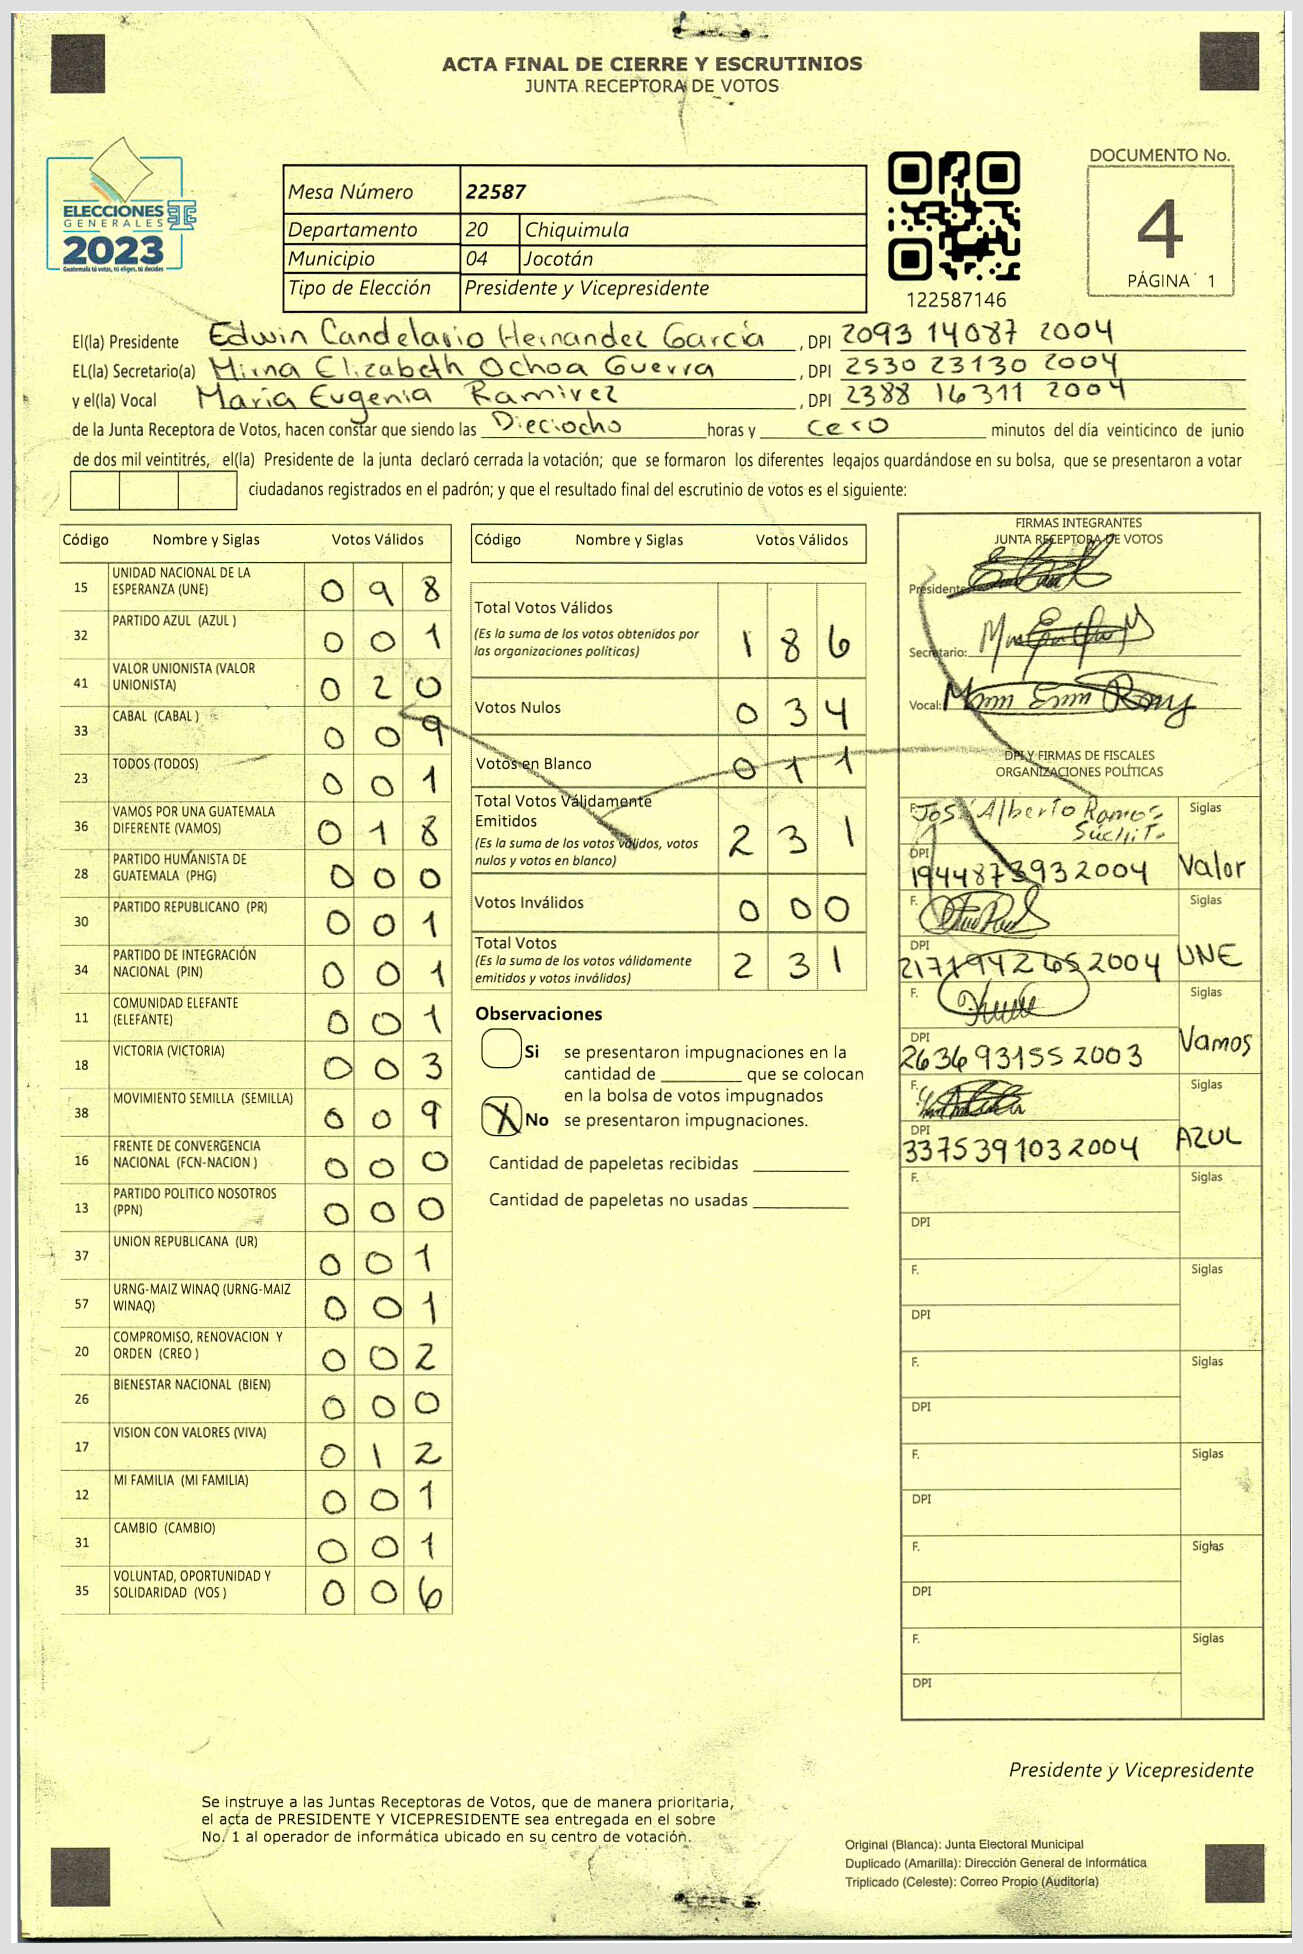 ACTA FINAL DE CIERRE Y ESCRUTINIOS
JUNTA RECEPTORA DE VOTOS
ELECCIONES
GENERALES
2023
Guatemala tú votas, tú eliges, tú decides
Mesa Número 22587
Departamento 20 Chiquimula
Municipio 04 Jocotán
Tipo de Elección Presidente y Vicepresidente
122587146
DOCUMENTO No.
4
PÁGINA 1
El(la) Presidente Edwin Candelario Hernandez García, DPI 2093 14087 2004
EL(la) Secretario(a) Mirna Elizabeth Ochoa Guerra, DPI 2530 23130 2004
y el(la) Vocal María Eugenia Ramirez, DPI 2388 16311 2004
de la Junta Receptora de Votos, hacen constar que siendo las Dieciocho horas y cero minutos del día veinticinco de junio
de dos mil veintitrés, el(la) Presidente de la junta declaró cerrada la votación; que se formaron los diferentes legajos guardándose en su bolsa, que se presentaron a votar
ciudadanos registrados en el padrón; y que el resultado final del escrutinio de votos es el siguiente:
Código Nombre y Siglas Votos Válidos
15 UNIDAD NACIONAL DE LA ESPERANZA (UNE) 0 9 8
32 PARTIDO AZUL (AZUL ) 0 0 1
41 VALOR UNIONISTA (VALOR UNIONISTA) 0 2 0
33 CABAL (CABAL ) 0 0 9
23 TODOS (TODOS) 0 0 1
36 VAMOS POR UNA GUATEMALA DIFERENTE (VAMOS) 0 1 8
28 PARTIDO HUMANISTA DE GUATEMALA (PHG) 0 0 0
30 PARTIDO REPUBLICANO (PR) 0 0 1
34 PARTIDO DE INTEGRACIÓN NACIONAL (PIN) 0 0 1
11 COMUNIDAD ELEFANTE (ELEFANTE) 0 0 1
18 VICTORIA (VICTORIA) 0 0 3
38 MOVIMIENTO SEMILLA (SEMILLA) 0 0 9
16 FRENTE DE CONVERGENCIA NACIONAL (FCN-NACION ) 0 0 0
13 PARTIDO POLITICO NOSOTROS (PPN) 0 0 0
37 UNION REPUBLICANA (UR) 0 0 1
57 URNG-MAIZ WINAQ (URNG-MAIZ WINAQ) 0 0 1
20 COMPROMISO, RENOVACION Y ORDEN (CREO ) 0 0 2
26 BIENESTAR NACIONAL (BIEN) 0 0 0
17 VISION CON VALORES (VIVA) 0 1 2
12 MI FAMILIA (MI FAMILIA) 0 0 1
31 CAMBIO (CAMBIO) 0 0 1
35 VOLUNTAD, OPORTUNIDAD Y SOLIDARIDAD (VOS ) 0 0 6
Código Nombre y Siglas Votos Válidos
Total Votos Válidos 1 8 6
(Es la suma de los votos obtenidos por
las organizaciones políticas)
Votos Nulos 0 3 4
Votos en Blanco 0 1 1
Total Votos Válidamente
Emitidos 2 3 1
(Es la suma de los votos válidos, votos
nulos y votos en blanco)
Votos Inválidos 0 0 0
Total Votos 2 3 1
(Es la suma de los votos válidamente
emitidos y votos inválidos)
Observaciones
Si se presentaron impugnaciones en la
cantidad de ________ que se colocan
en la bolsa de votos impugnados
X No se presentaron impugnaciones.
Cantidad de papeletas recibidas
Cantidad de papeletas no usadas
FIRMAS INTEGRANTES
JUNTA RECEPTORA DE VOTOS
Presidente:
Secretario:
Vocal:
DPI Y FIRMAS DE FISCALES
ORGANIZACIONES POLÍTICAS
F. José Alberto Ramos Siglas
Súchit
DPI 1944873932004 Valor
F. Siglas
DPI 2171942652004 UNE
F. Siglas
DPI 2636931552003 Vamos
F. Siglas
DPI 3375391032004 AZUL
F. Siglas
DPI
F. Siglas
DPI
F. Siglas
DPI
F. Siglas
DPI
F. Siglas
DPI
F. Siglas
DPI
Presidente y Vicepresidente
Se instruye a las Juntas Receptoras de Votos, que de manera prioritaria,
el acta de PRESIDENTE Y VICEPRESIDENTE sea entregada en el sobre
No. 1 al operador de informática ubicado en su centro de votación.
Original (Blanca): Junta Electoral Municipal
Duplicado (Amarilla): Dirección General de Informática
Triplicado (Celeste): Correo Propio (Auditoría)